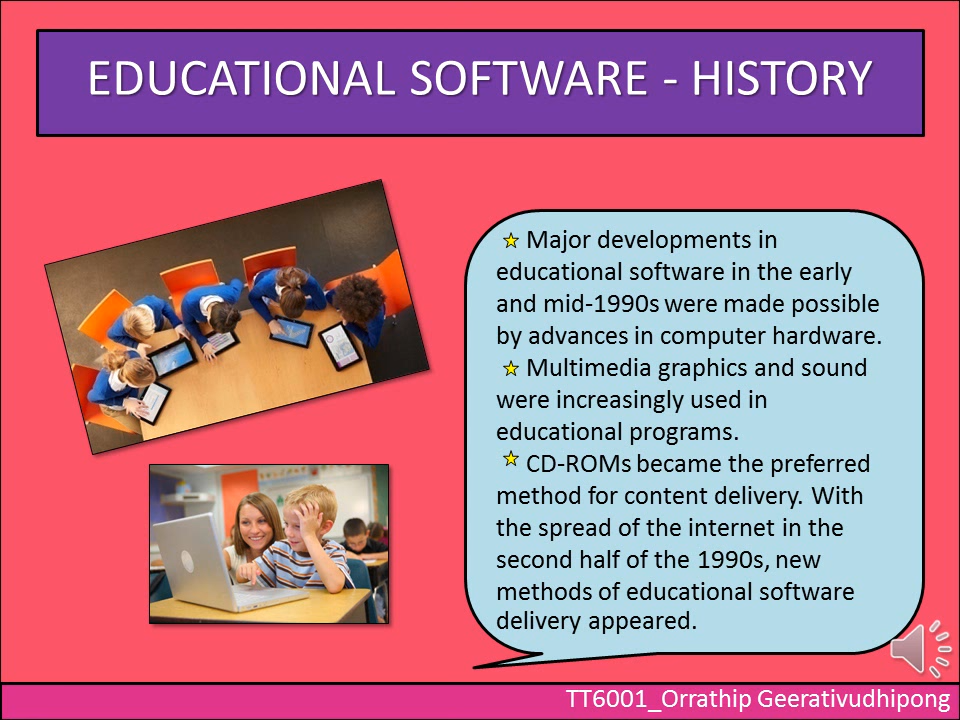 EDUCATIONAL SOFTWARE - HISTORY
Major developments in
educational software in the early
and mid-1990s were made possible
by advances in computer hardware.
Multimedia graphics and sound
were increasingly used in
educational programs.
CD-ROMs became the preferred
method for content delivery. With
the spread of the internet in the
second half of the 1990s, new
methods of educational software
delivery appeared.
TT6001_Orrathip Geerativudhipong